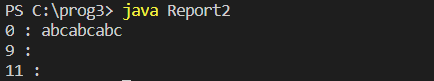 PS C:\prog3> java Report2
0 : abcabcabc
9 :
11 :